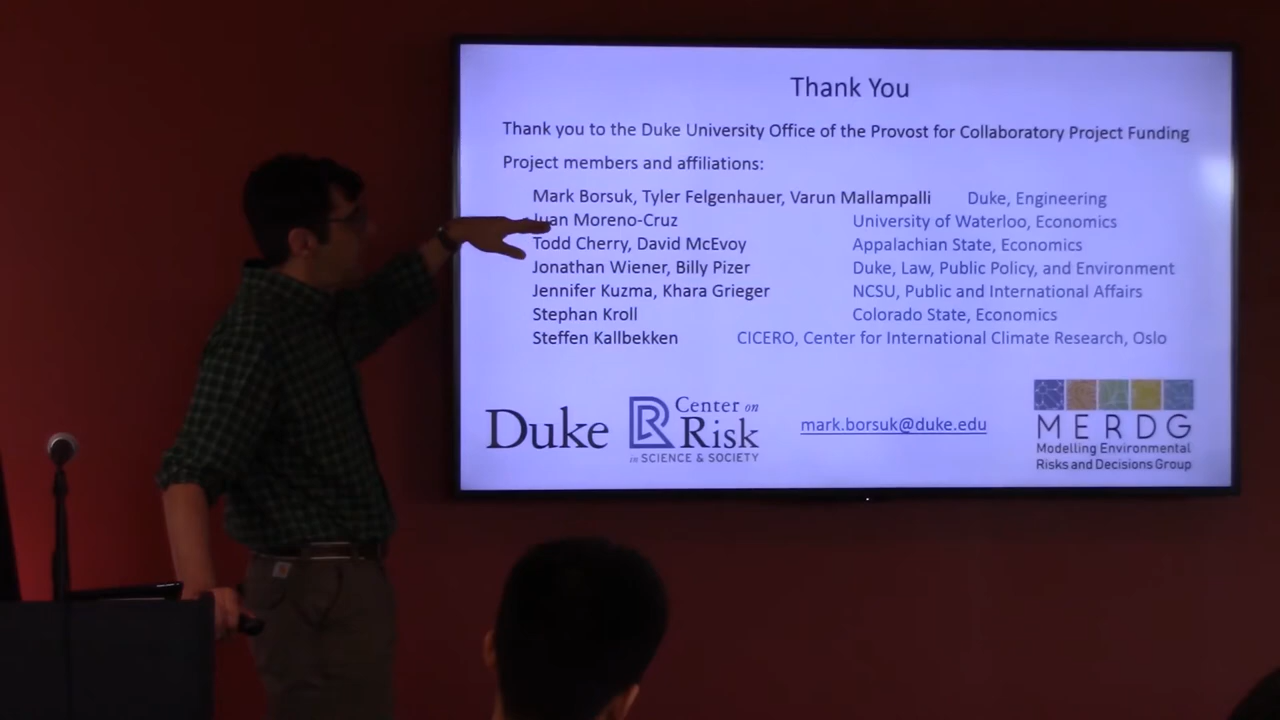 Thank You
Thank you to the Duke University Office of the Provost for Collaboratory Project Funding
Project members and affiliations:
Mark Borsuk, Tyler Felgenhauer, Varun Mallampalli Duke, Engineering
Juan Moreno-Cruz University of Waterloo, Economics
Todd Cherry, David McEvoy Appalachian State, Economics
Jonathan Wiener, Billy Pizer Duke, Law, Public Policy, and Environment
Jennifer Kuzma, Khara Grieger NCSU, Public and International Affairs
Stephan Kroll Colorado State, Economics
Steffen Kallbekken CICERO, Center for International Climate Research, Oslo
Duke
R
Center on
Risk
in SCIENCE & SOCIETY
mark.borsuk@duke.edu
MERDG
Modelling Environmental
Risks and Decisions Group